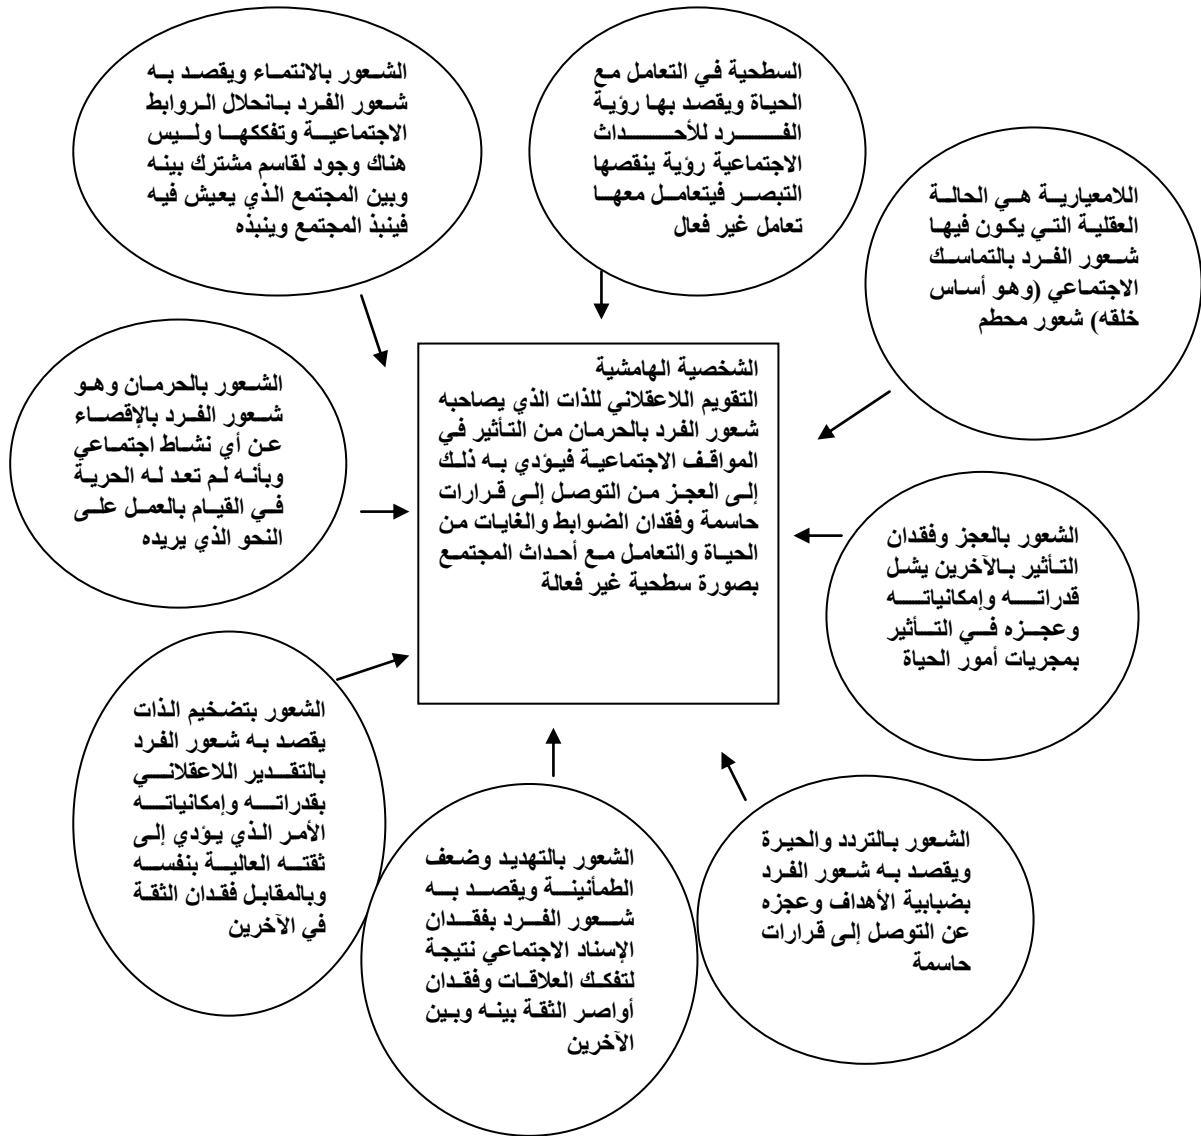 الشعور بالانتماء ويقصد به
شعور الفرد بانحلال الروابط
الاجتماعية وتفككها وليس
هناك وجود لقاسم مشترك بينه
وبين المجتمع الذي يعيش فيه
فينبذ المجتمع وينبذه
السطحية في التعامل مع
الحياة ويقصد بها رؤية
الفرد للأحداث
الاجتماعية رؤية ينقصها
التبصر فيتعامل معها
تعامل غير فعال
اللامعيارية هي الحالة
العقلية التي يكون فيها
شعور الفرد بالتماسك
الاجتماعي (وهو أساس
خلقه) شعور محطم
الشعور بالحرمان وهو
شعور الفرد بالإقصاء
عن أي نشاط اجتماعي
وبأنه لم تعد له الحرية
في القيام بالعمل على
النحو الذي يريده
الشخصية الهامشية
التقويم اللاعقلاني للذات الذي يصاحبه
شعور الفرد بالحرمان من التأثير في
المواقف الاجتماعية فيؤدي به ذلك
إلى العجز من التوصل إلى قرارات
حاسمة وفقدان الضوابط والغايات من
الحياة والتعامل مع أحداث المجتمع
بصورة سطحية غير فعالة
الشعور بالعجز وفقدان
التأثير بالآخرين يشل
قدراته وإمكانياته
وعجزه في التأثير
بمجريات أمور الحياة
الشعور بتضخيم الذات
يقصد به شعور الفرد
بالتقدير اللاعقلاني
بقدراته وإمكانياته
الأمر الذي يؤدي إلى
ثقته العالية بنفسه
وبالمقابل فقدان الثقة
في الآخرين
الشعور بالتهديد وضعف
الطمأنينة ويقصد به
شعور الفرد بفقدان
الإسناد الاجتماعي نتيجة
لتفكك العلاقات وفقدان
أواصر الثقة بينه وبين
الآخرين
الشعور بالتردد والحيرة
ويقصد به شعور الفرد
بضبابية الأهداف وعجزه
عن التوصل إلى قرارات
حاسمة